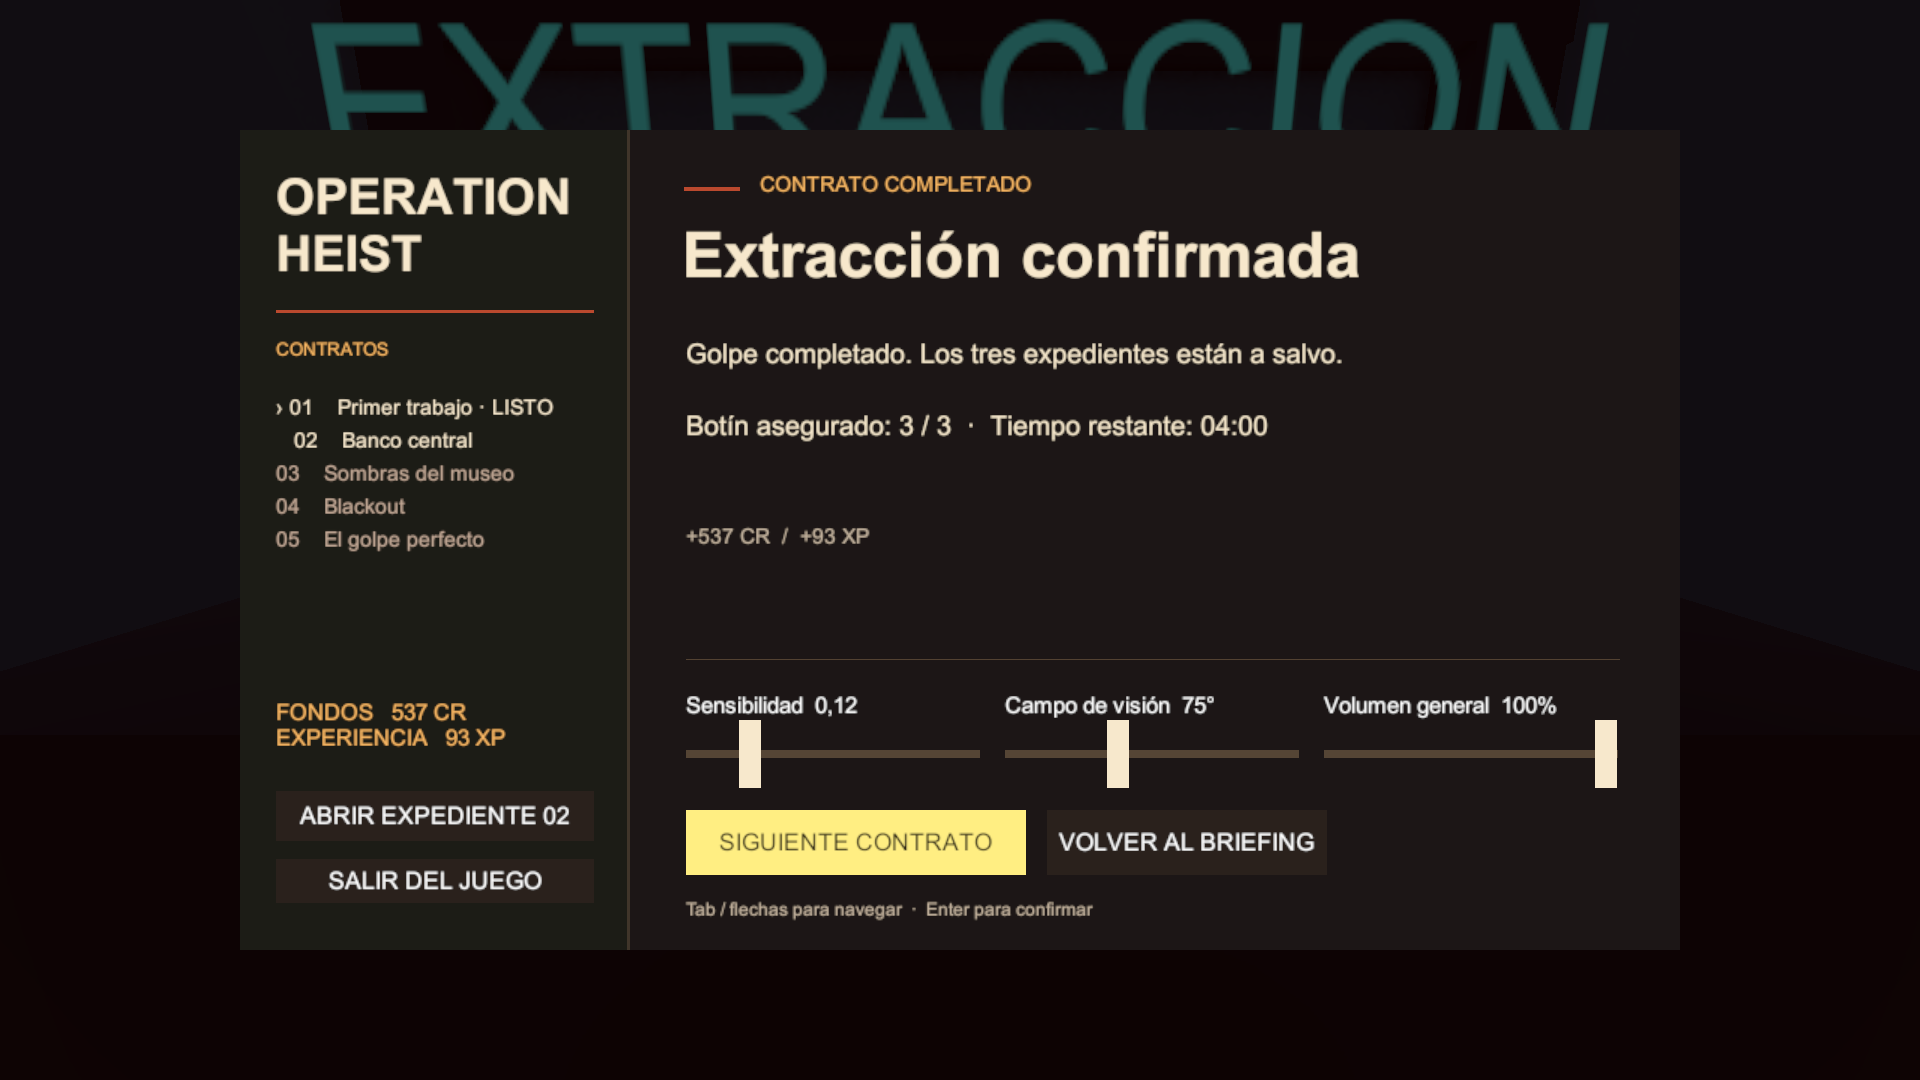 EXTRACCION
OPERATION
HEIST
CONTRATOS
› 01 Primer trabajo · LISTO
02 Banco central
03 Sombras del museo
04 Blackout
05 El golpe perfecto
FONDOS 537 CR
EXPERIENCIA 93 XP
ABRIR EXPEDIENTE 02
SALIR DEL JUEGO
CONTRATO COMPLETADO
Extracción confirmada
Golpe completado. Los tres expedientes están a salvo.
Botín asegurado: 3 / 3 · Tiempo restante: 04:00
+537 CR / +93 XP
Sensibilidad 0,12
Campo de visión 75°
Volumen general 100%
SIGUIENTE CONTRATO
VOLVER AL BRIEFING
Tab / flechas para navegar · Enter para confirmar